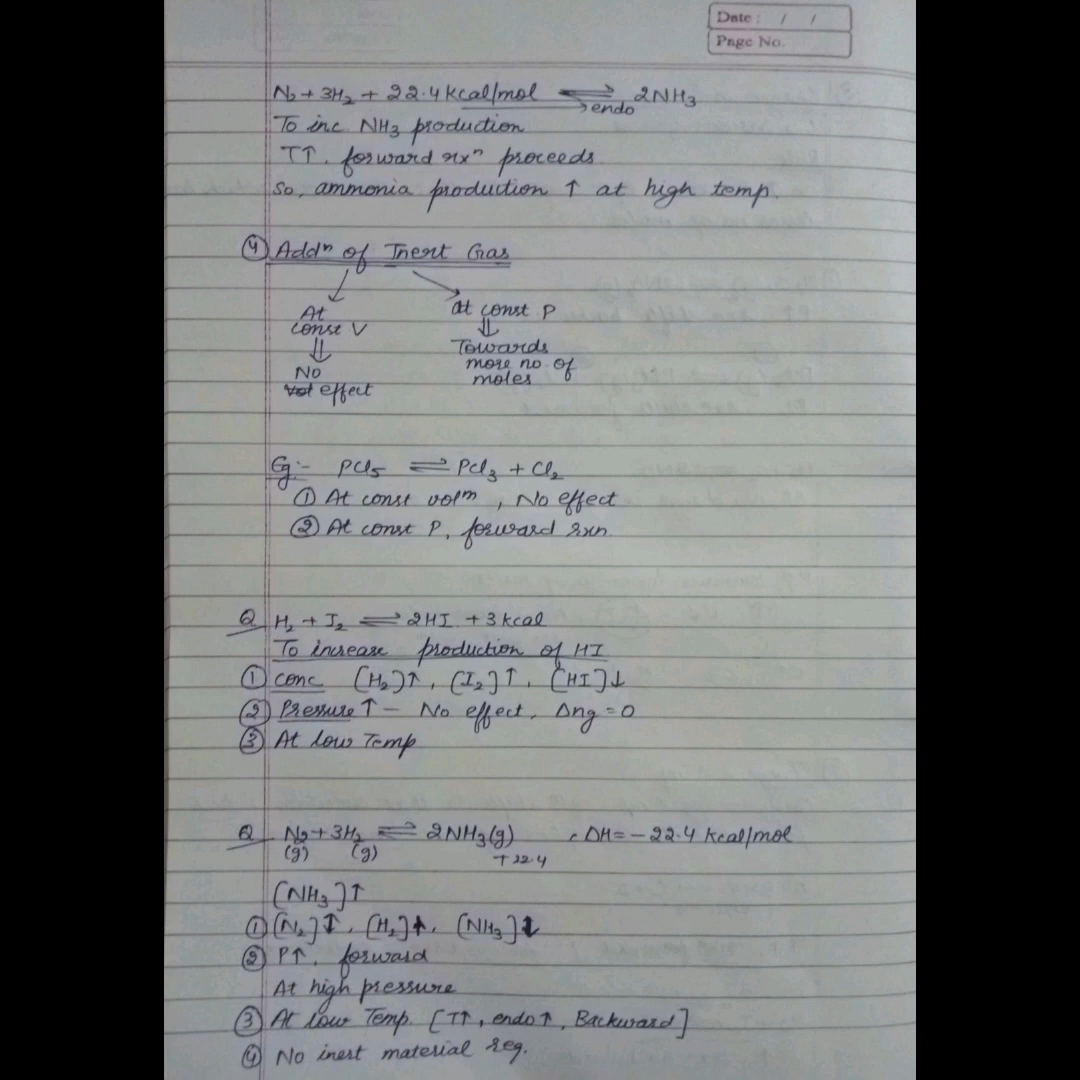 Date : / /
Page No.
N₂ + 3H₂ + 22.4 kcal/mol ⇌ 2NH₃
→ endo
To inc. NH₃ production
T↑, forward rxⁿ proceeds
So, ammonia production ↑ at high temp.
④ Addⁿ of Inert Gas
At const V
⇓
No effect
at const P
⇓
Towards
more no. of
moles
Eg:- PCl₅ ⇌ PCl₃ + Cl₂
① At const volᵐ, No effect
② At const P, forward rxn
Q H₂ + I₂ ⇌ 2HI + 3 kcal
To increase production of HI
① conc [H₂]↑, [I₂]↑, [HI]↓
② Pressure ↑ – No effect, Δng = 0
③ At low Temp
Q N₂ + 3H₂ ⇌ 2NH₃(g) , ΔH = -22.4 kcal/mol
(g) (g) +22.4
[NH₃]↑
① [N₂]↑, [H₂]↑, [NH₃]↓
② P↑, forward
At high pressure
③ At low Temp. [T↑, endo↑, Backward]
④ No inert material req.